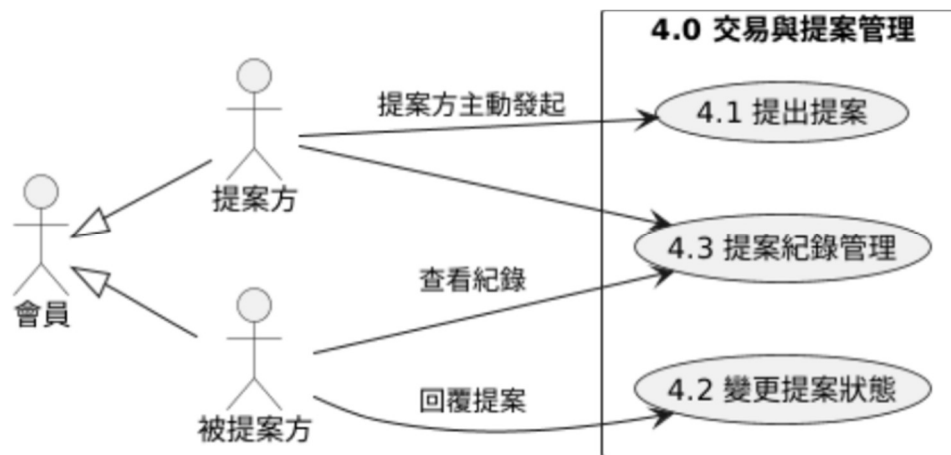 4.0 交易與提案管理
提案方主動發起
4.1 提出提案
提案方
4.3 提案紀錄管理
查看紀錄
會員
回覆提案
4.2 變更提案狀態
被提案方